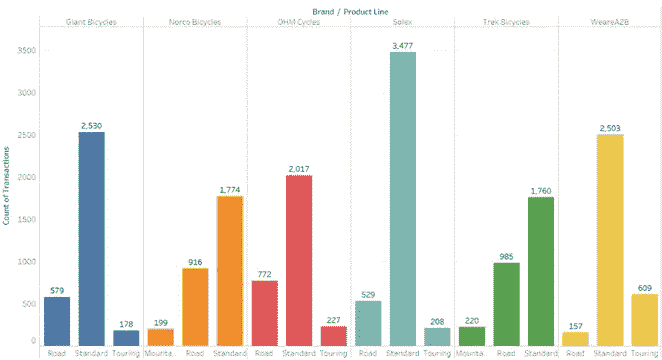 Brand / Product Line
Giant Bicycles Norco Bicycles OHM Cycles Solex Trek Bicycles WeareA2B
Count of Transactions
3500
3000
2500
2000
1500
1000
500
0
579 2,530 178 199 916 1,774 772 2,017 227 529 3,477 208 220 985 1,760 157 2,503 609
Road Standard Touring Mounta.. Road Standard Road Standard Touring Road Standard Touring Mounta.. Road Standard Road Standard Touring